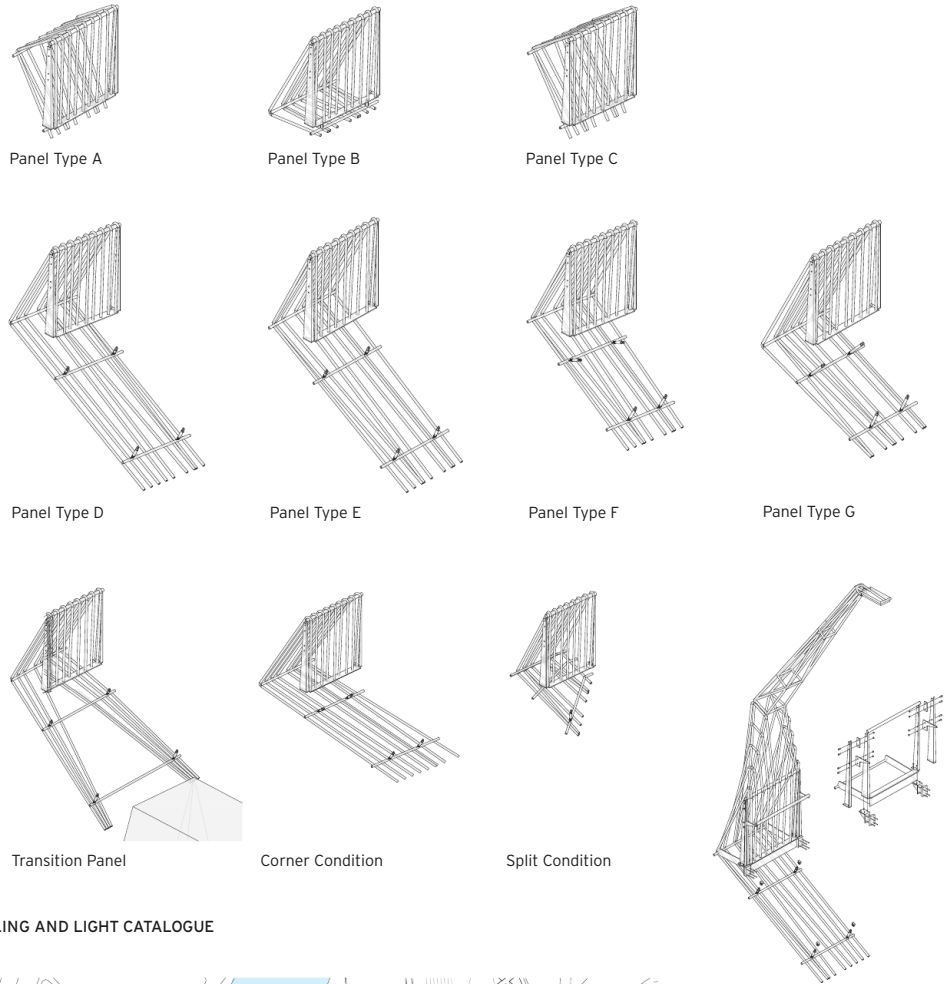 Panel Type A
Panel Type B
Panel Type C
Panel Type D
Panel Type E
Panel Type F
Panel Type G
Transition Panel
Corner Condition
Split Condition
AND LIGHT CATALOGUE